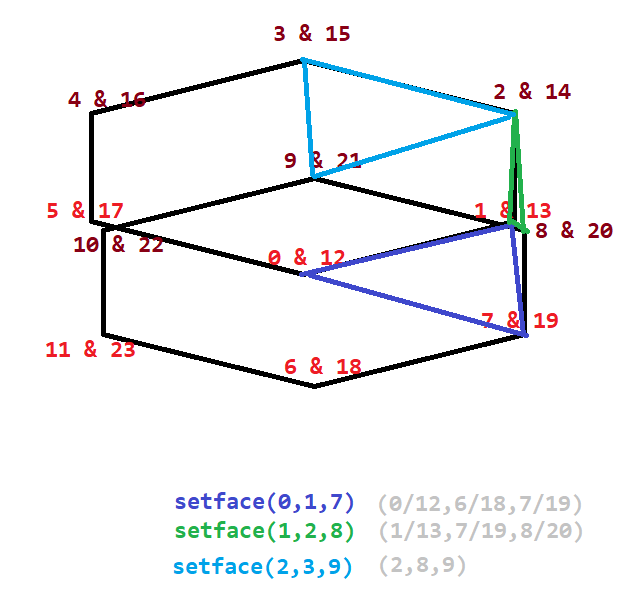 3 & 15
2 & 14
4 & 16
9 & 21
5 & 17
1 & 13
8 & 20
10 & 22
0 & 12
7 & 19
11 & 23
6 & 18
setface(0,1,7) (0/12,6/18,7/19)
setface(1,2,8) (1/13,7/19,8/20)
setface(2,3,9) (2,8,9)